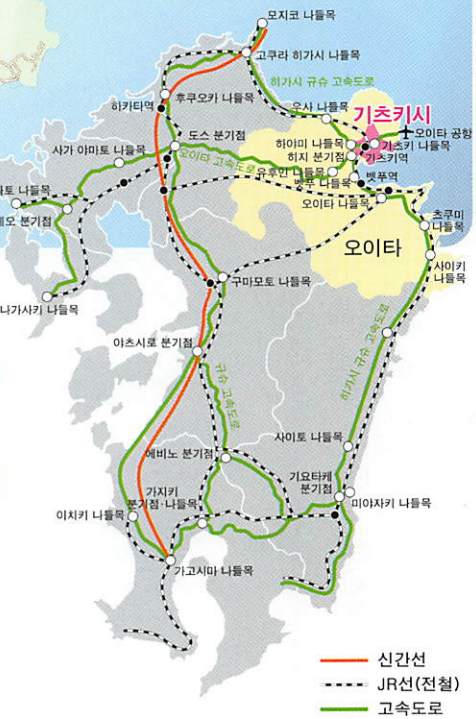 모지코 나들목
고쿠라 히가시 나들목
히가시 규슈 고속도로
히카타역
후쿠오카 나들목
우사 나들목
기츠키시
오이타 공항
도스 분기점
하야미 나들목
기츠키 나들목
사가 야마토 나들목
히지 분기점
기츠키역
오이타 고속도로
유후인 나들목
벳푸 나들목
벳푸역
토 나들목
오이타 나들목
츠쿠미
나들목
오 분기점
오이타
사이키
나들목
나가사키 나들목
구마모토 나들목
야츠시로 분기점
규슈 고속도로
히가시 규슈 고속도로
사이토 나들목
에비노 분기점
기요타케
분기점
미야자키 나들목
가지키
분기점·나들목
이치키 나들목
가고시마 나들목
신간선
JR선(전철)
고속도로